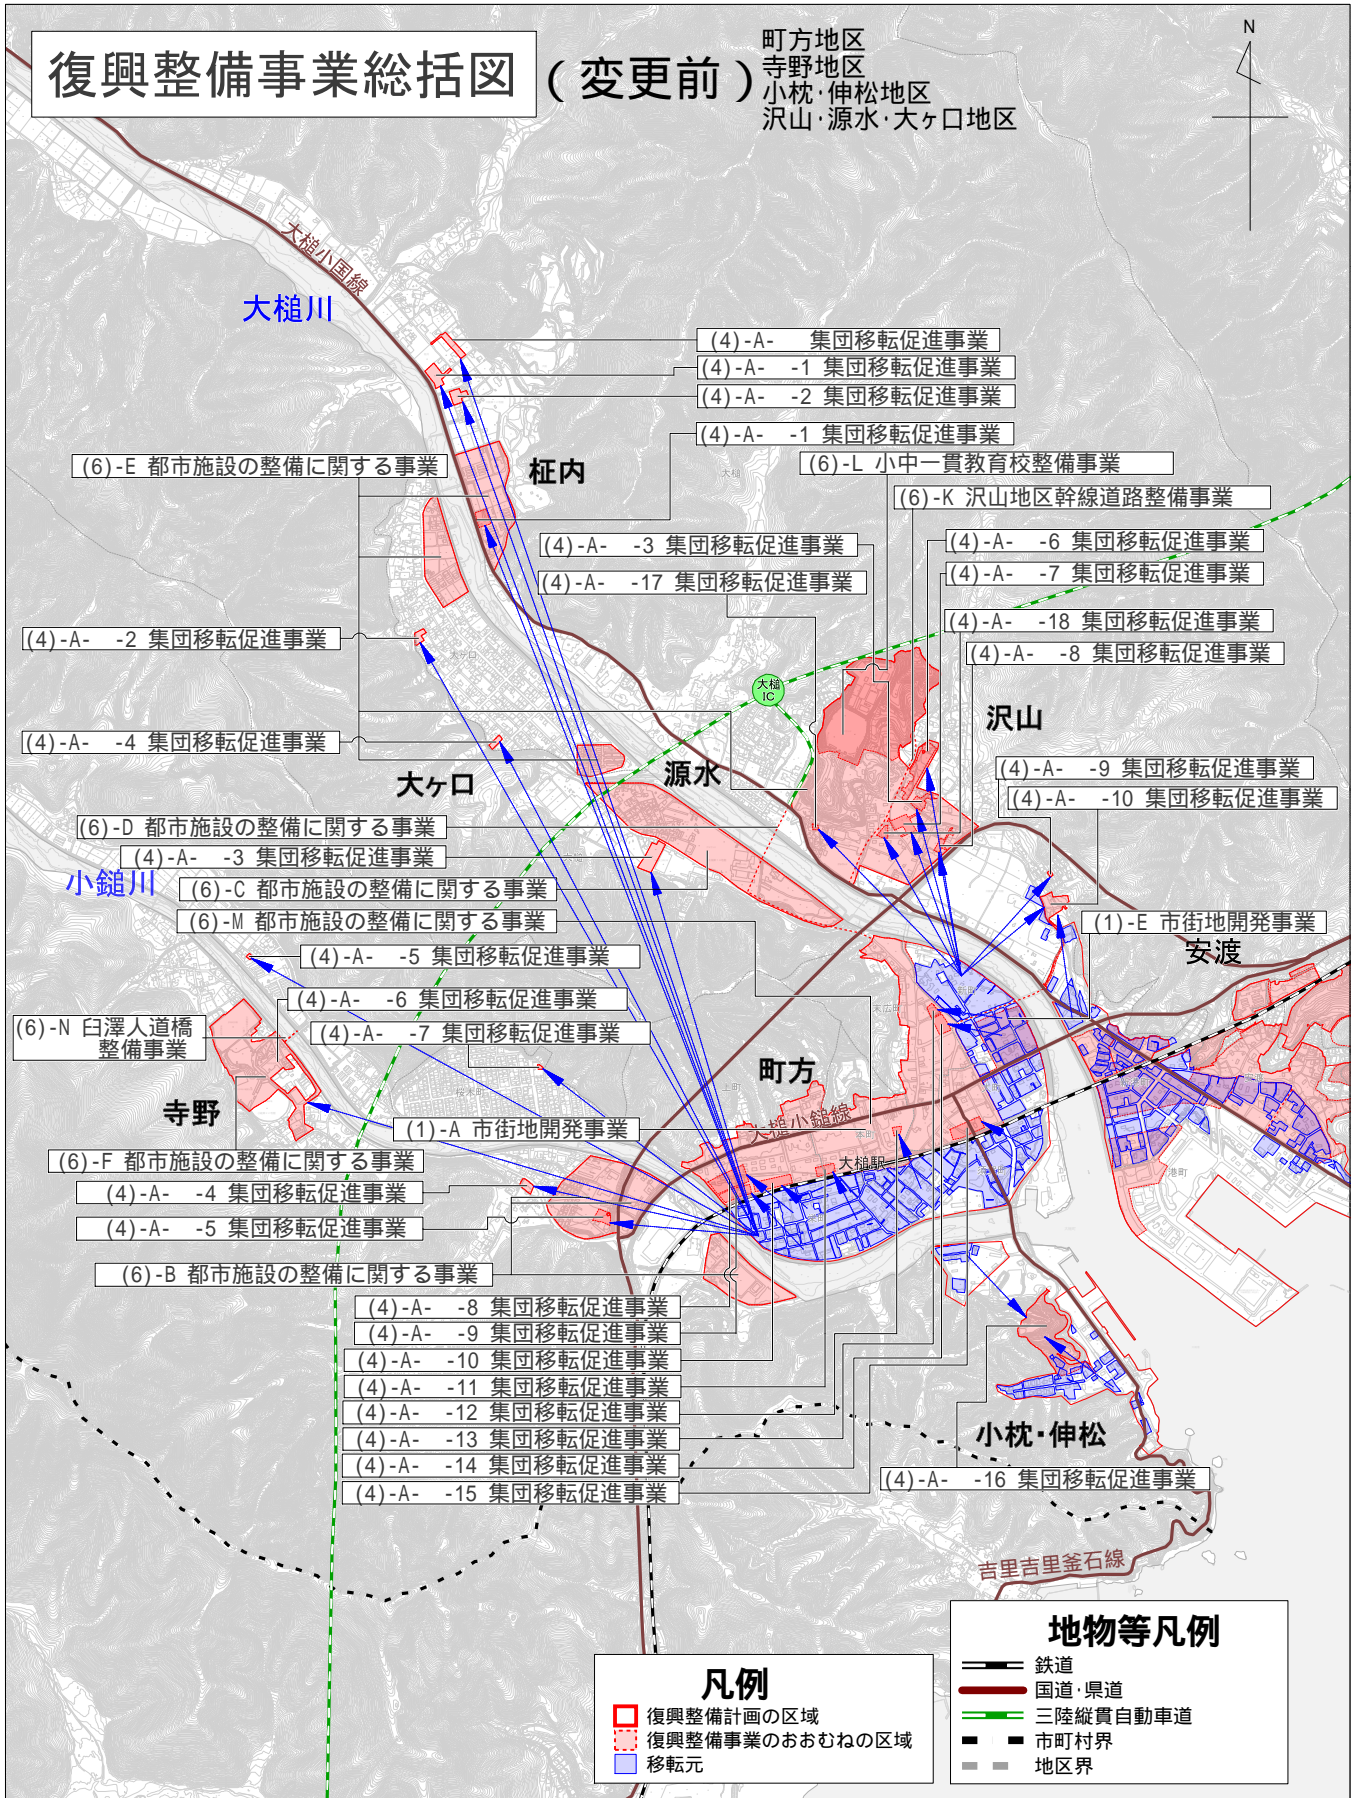 復興整備事業総括図
(変更前)
町方地区
寺野地区
小枕・伸松地区
沢山・源水・大ヶ口地区
N
大槌小国線
大槌川
(4)-A- 集団移転促進事業
(4)-A- -1 集団移転促進事業
(4)-A- -2 集団移転促進事業
(4)-A- -1 集団移転促進事業
(6)-E 都市施設の整備に関する事業
柾内
(6)-L 小中一貫教育校整備事業
(6)-K 沢山地区幹線道路整備事業
(4)-A- -3 集団移転促進事業
(4)-A- -6 集団移転促進事業
(4)-A- -17 集団移転促進事業
(4)-A- -7 集団移転促進事業
(4)-A- -18 集団移転促進事業
(4)-A- -2 集団移転促進事業
(4)-A- -8 集団移転促進事業
大ケ口
大槌
IC
沢山
(4)-A- -4 集団移転促進事業
大ヶ口
源水
(4)-A- -9 集団移転促進事業
(4)-A- -10 集団移転促進事業
(6)-D 都市施設の整備に関する事業
(4)-A- -3 集団移転促進事業
小鎚川
(6)-C 都市施設の整備に関する事業
(6)-M 都市施設の整備に関する事業
(1)-E 市街地開発事業
安渡
(4)-A- -5 集団移転促進事業
(4)-A- -6 集団移転促進事業
(6)-N 臼澤人道橋
整備事業
(4)-A- -7 集団移転促進事業
末広町
町方
上町
桜木町
寺野
大槌小鎚線
(1)-A 市街地開発事業
本町
大槌駅
港町
(6)-F 都市施設の整備に関する事業
(4)-A- -4 集団移転促進事業
(4)-A- -5 集団移転促進事業
(6)-B 都市施設の整備に関する事業
(4)-A- -8 集団移転促進事業
(4)-A- -9 集団移転促進事業
(4)-A- -10 集団移転促進事業
(4)-A- -11 集団移転促進事業
(4)-A- -12 集団移転促進事業
(4)-A- -13 集団移転促進事業
(4)-A- -14 集団移転促進事業
(4)-A- -15 集団移転促進事業
小枕・伸松
(4)-A- -16 集団移転促進事業
吉里吉里釜石線
凡例
復興整備計画の区域
復興整備事業のおおむねの区域
移転元
地物等凡例
鉄道
国道・県道
三陸縦貫自動車道
市町村界
地区界